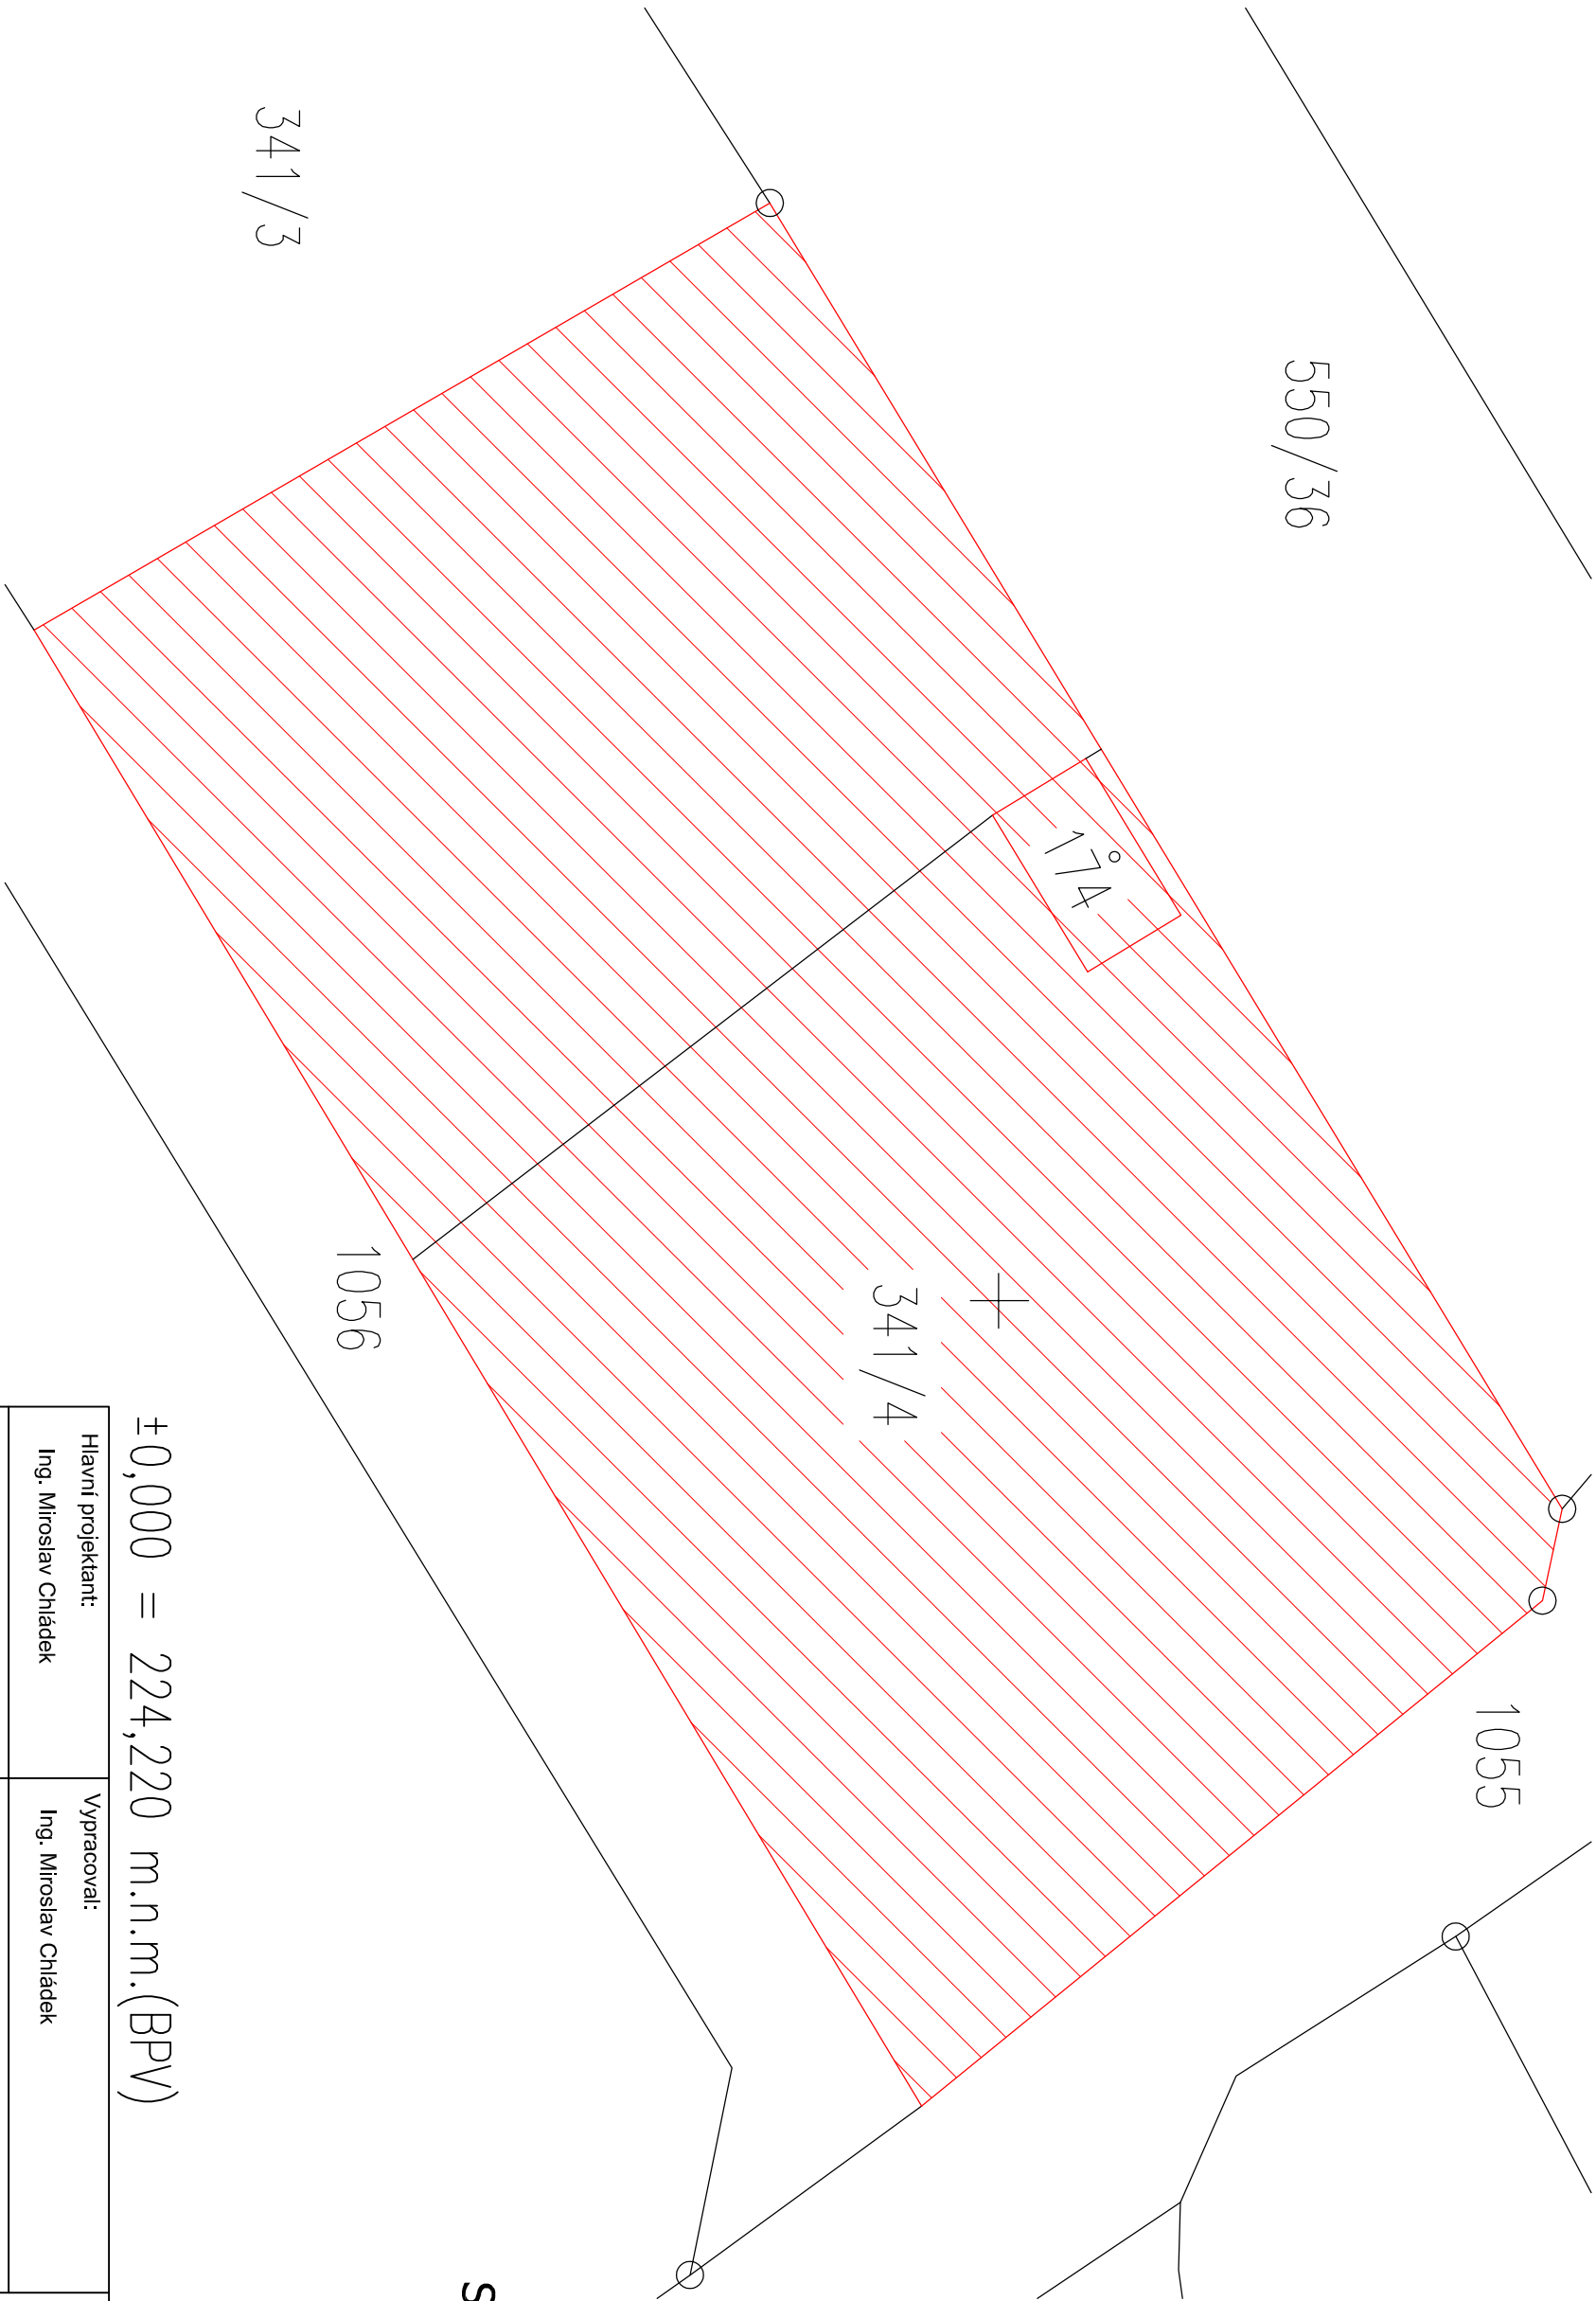 550/36
341/3
174
1055
341/4
1056
S
±0,000 = 224,220 m.n.m.(BPV)
Hlavní projektant:
Vypracoval:
Ing. Miroslav Chládek
Ing. Miroslav Chládek